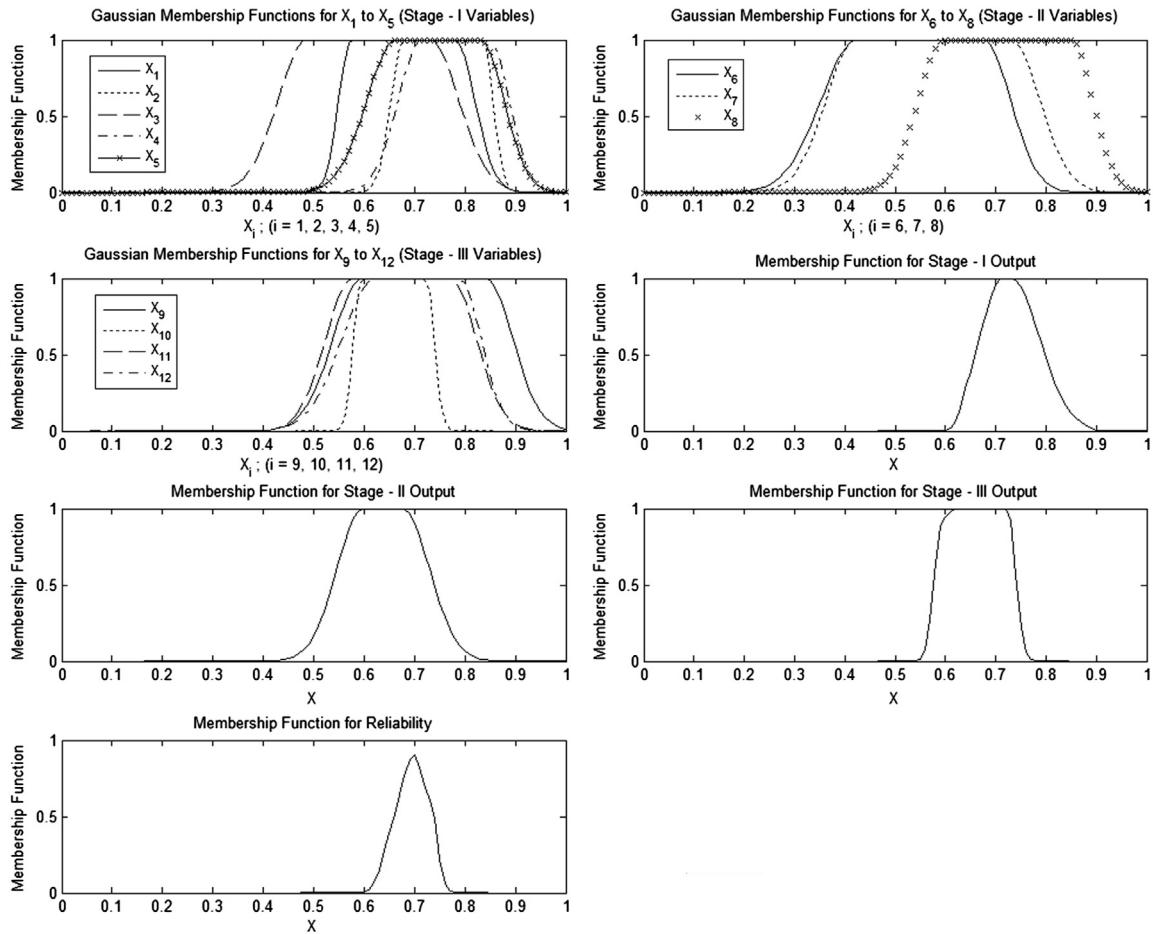 Gaussian Membership Functions for X1 to X5 (Stage - I Variables)
Membership Function
1
0.5
0
X1
X2
X3
X4
X5
0 0.1 0.2 0.3 0.4 0.5 0.6 0.7 0.8 0.9 1
Xi ; (i = 1, 2, 3, 4, 5)
Gaussian Membership Functions for X6 to X8 (Stage - II Variables)
Membership Function
1
0.5
0
X6
X7
X8
0 0.1 0.2 0.3 0.4 0.5 0.6 0.7 0.8 0.9 1
Xi ; (i = 6, 7, 8)
Gaussian Membership Functions for X9 to X12 (Stage - III Variables)
Membership Function
1
0.5
0
X9
X10
X11
X12
0 0.1 0.2 0.3 0.4 0.5 0.6 0.7 0.8 0.9 1
Xi ; (i = 9, 10, 11, 12)
Membership Function for Stage - I Output
Membership Function
1
0.5
0
0 0.1 0.2 0.3 0.4 0.5 0.6 0.7 0.8 0.9 1
X
Membership Function for Stage - II Output
Membership Function
1
0.5
0
0 0.1 0.2 0.3 0.4 0.5 0.6 0.7 0.8 0.9 1
X
Membership Function for Stage - III Output
Membership Function
1
0.5
0
0 0.1 0.2 0.3 0.4 0.5 0.6 0.7 0.8 0.9 1
X
Membership Function for Reliability
Membership Function
1
0.5
0
0 0.1 0.2 0.3 0.4 0.5 0.6 0.7 0.8 0.9 1
X